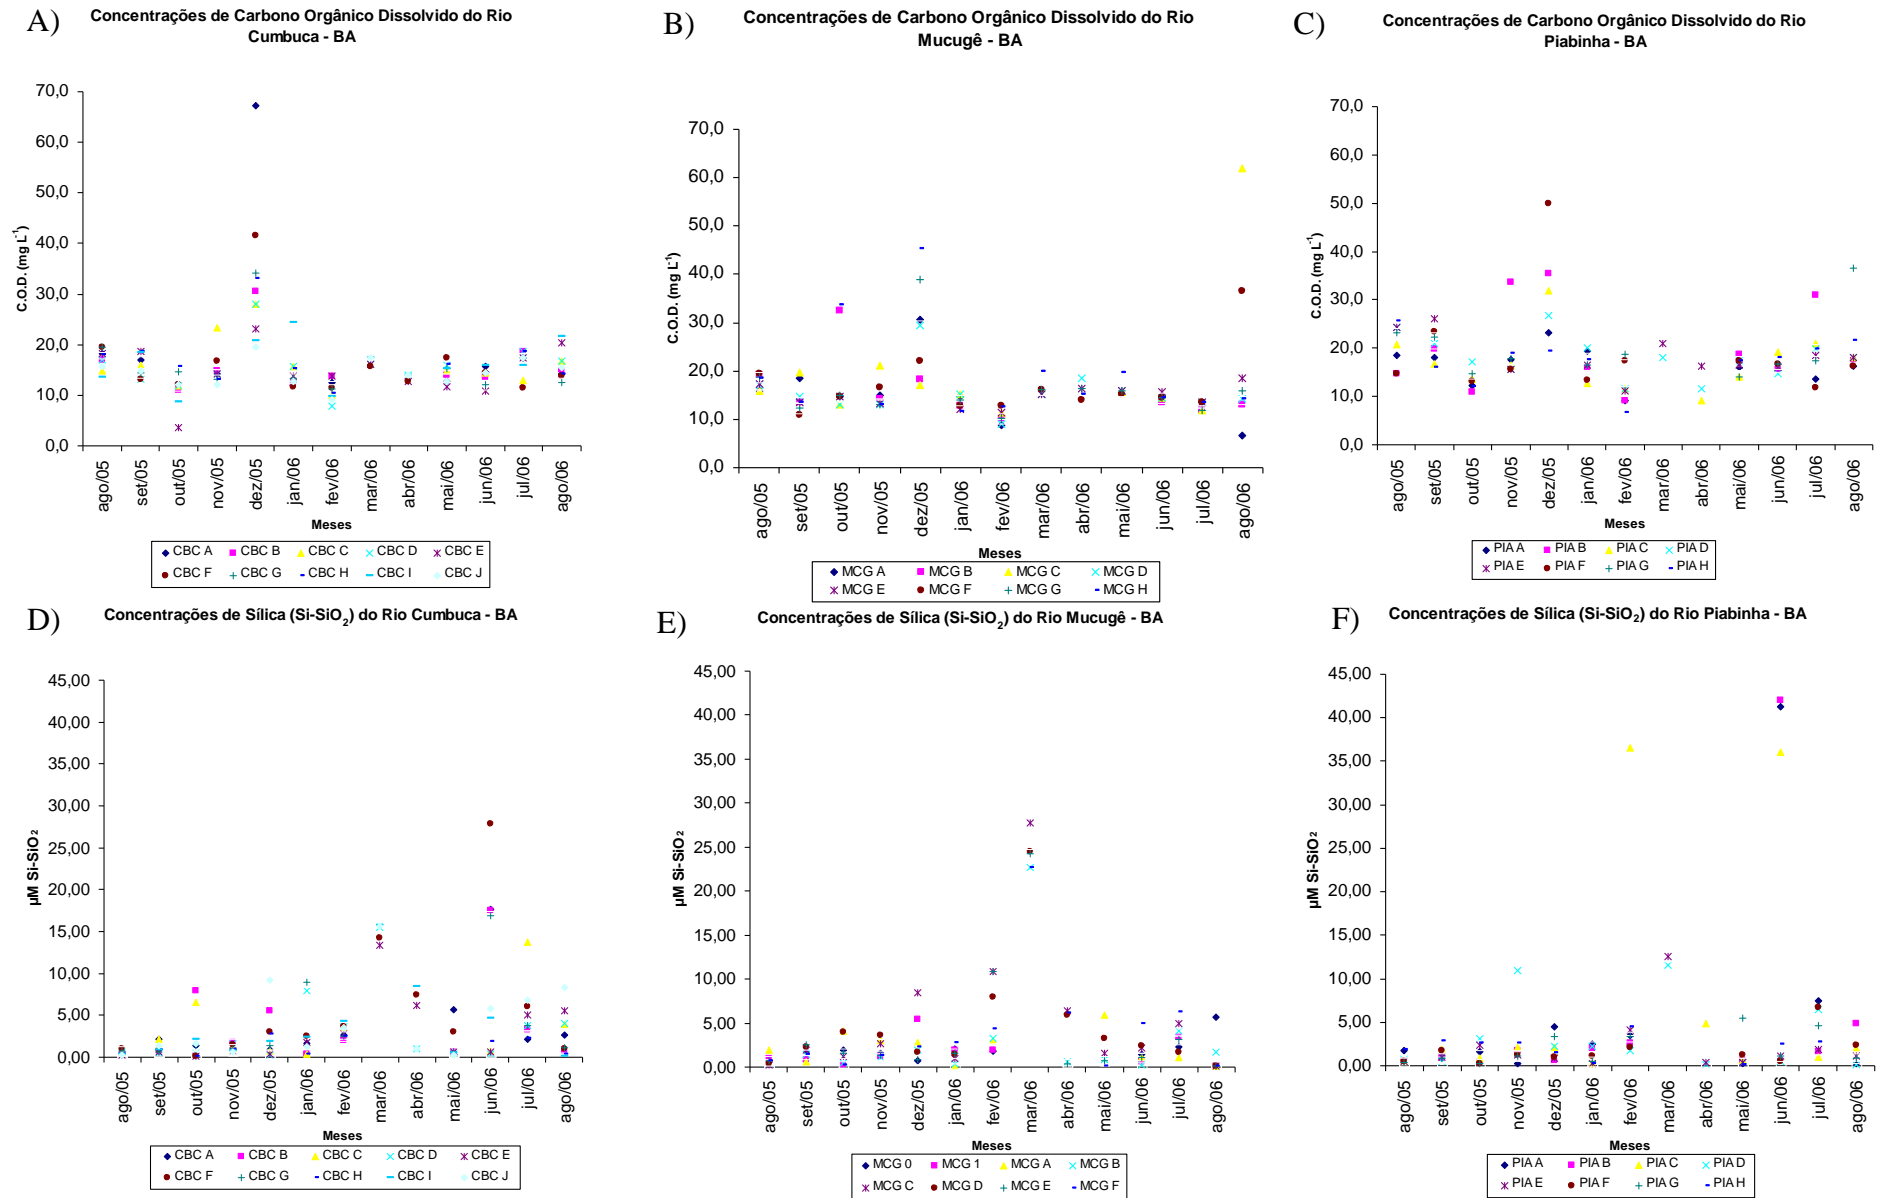 A)
Concentrações de Carbono Orgânico Dissolvido do Rio
Cumbuca - BA
C.O.D. (mg L-1)
70,0
60,0
50,0
40,0
30,0
20,0
10,0
0,0
ago/05 set/05 out/05 nov/05 dez/05 jan/06 fev/06 mar/06 abr/06 mai/06 jun/06 jul/06 ago/06
Meses
CBC A CBC B CBC C CBC D CBC E
CBC F CBC G CBC H CBC I CBC J
B)
Concentrações de Carbono Orgânico Dissolvido do Rio
Mucugê - BA
C.O.D. (mg L-1)
70,0
60,0
50,0
40,0
30,0
20,0
10,0
0,0
ago/05 set/05 out/05 nov/05 dez/05 jan/06 fev/06 mar/06 abr/06 mai/06 jun/06 jul/06 ago/06
Meses
MCG A MCG B MCG C MCG D
MCG E MCG F MCG G MCG H
C)
Concentrações de Carbono Orgânico Dissolvido do Rio
Piabinha - BA
C.O.D. (mg L-1)
70,0
60,0
50,0
40,0
30,0
20,0
10,0
0,0
ago/05 set/05 out/05 nov/05 dez/05 jan/06 fev/06 mar/06 abr/06 mai/06 jun/06 jul/06 ago/06
Meses
PIA A PIA B PIA C PIA D
PIA E PIA F PIA G PIA H
D)
Concentrações de Sílica (Si-SiO2) do Rio Cumbuca - BA
µM Si-SiO2
45,00
40,00
35,00
30,00
25,00
20,00
15,00
10,00
5,00
0,00
ago/05 set/05 out/05 nov/05 dez/05 jan/06 fev/06 mar/06 abr/06 mai/06 jun/06 jul/06 ago/06
Meses
CBC A CBC B CBC C CBC D CBC E
CBC F CBC G CBC H CBC I CBC J
E)
Concentrações de Sílica (Si-SiO2) do Rio Mucugê - BA
µM Si-SiO2
45,00
40,00
35,00
30,00
25,00
20,00
15,00
10,00
5,00
0,00
ago/05 set/05 out/05 nov/05 dez/05 jan/06 fev/06 mar/06 abr/06 mai/06 jun/06 jul/06 ago/06
Meses
MCG 0 MCG 1 MCG A MCG B
MCG C MCG D MCG E MCG F
F)
Concentrações de Sílica (Si-SiO2) do Rio Piabinha - BA
µM Si-SiO2
45,00
40,00
35,00
30,00
25,00
20,00
15,00
10,00
5,00
0,00
ago/05 set/05 out/05 nov/05 dez/05 jan/06 fev/06 mar/06 abr/06 mai/06 jun/06 jul/06 ago/06
Meses
PIA A PIA B PIA C PIA D
PIA E PIA F PIA G PIA H